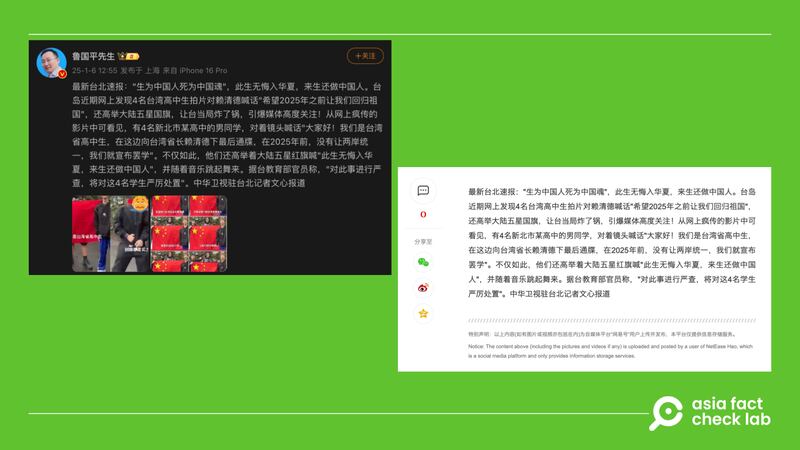 鲁国平先生
+关注
25-1-6 12:55 发布于 上海 来自 iPhone 16 Pro
最新台北速报："生为中国人死为中国魂"，此生无悔入华夏，来生还做中国人。台
岛近期网上发现4名台湾高中生拍片对赖清德喊话"希望2025年之前让我们回归祖
国"，还高举大陆五星国旗，让台当局炸了锅，引爆媒体高度关注！从网上疯传的
影片中可看见，有4名新北市某高中的男同学，对着镜头喊话"大家好！我们是台湾
省高中生，在这边向台湾省长赖清德下最后通牒，在2025年前，没有让两岸统
一，我们就宣布罢学"。不仅如此，他们还高举着大陆五星红旗喊"此生无悔入华
夏，来生还做中国人"，并随着音乐跳起舞来。据台教育部官员称，"对此事进行严
查，将对这4名学生严厉处置"。中华卫视驻台北记者文心报道
0
分享至
最新台北速报："生为中国人死为中国魂"，此生无悔入华夏，来生还做中国人。台岛
近期网上发现4名台湾高中生拍片对赖清德喊话"希望2025年之前让我们回归祖国"，
还高举大陆五星国旗，让台当局炸了锅，引爆媒体高度关注！从网上疯传的影片中可
看见，有4名新北市某高中的男同学，对着镜头喊话"大家好！我们是台湾省高中生，
在这边向台湾省长赖清德下最后通牒，在2025年前，没有让两岸统一，我们就宣布
罢学"。不仅如此，他们还高举着大陆五星红旗喊"此生无悔入华夏，来生还做中国
人"，并随着音乐跳起舞来。据台教育部官员称，"对此事进行严查，将对这4名学生
严厉处置"。中华卫视驻台北记者文心报道
特别声明：以上内容(如有图片或视频亦包括在内)为自媒体平台"网易号"用户上传并发布，本平台仅提供信息存储服务。
Notice: The content above (including the pictures and videos if any) is uploaded and posted by a user of NetEase Hao, which
is a social media platform and only provides information storage services.
asia fact
check lab